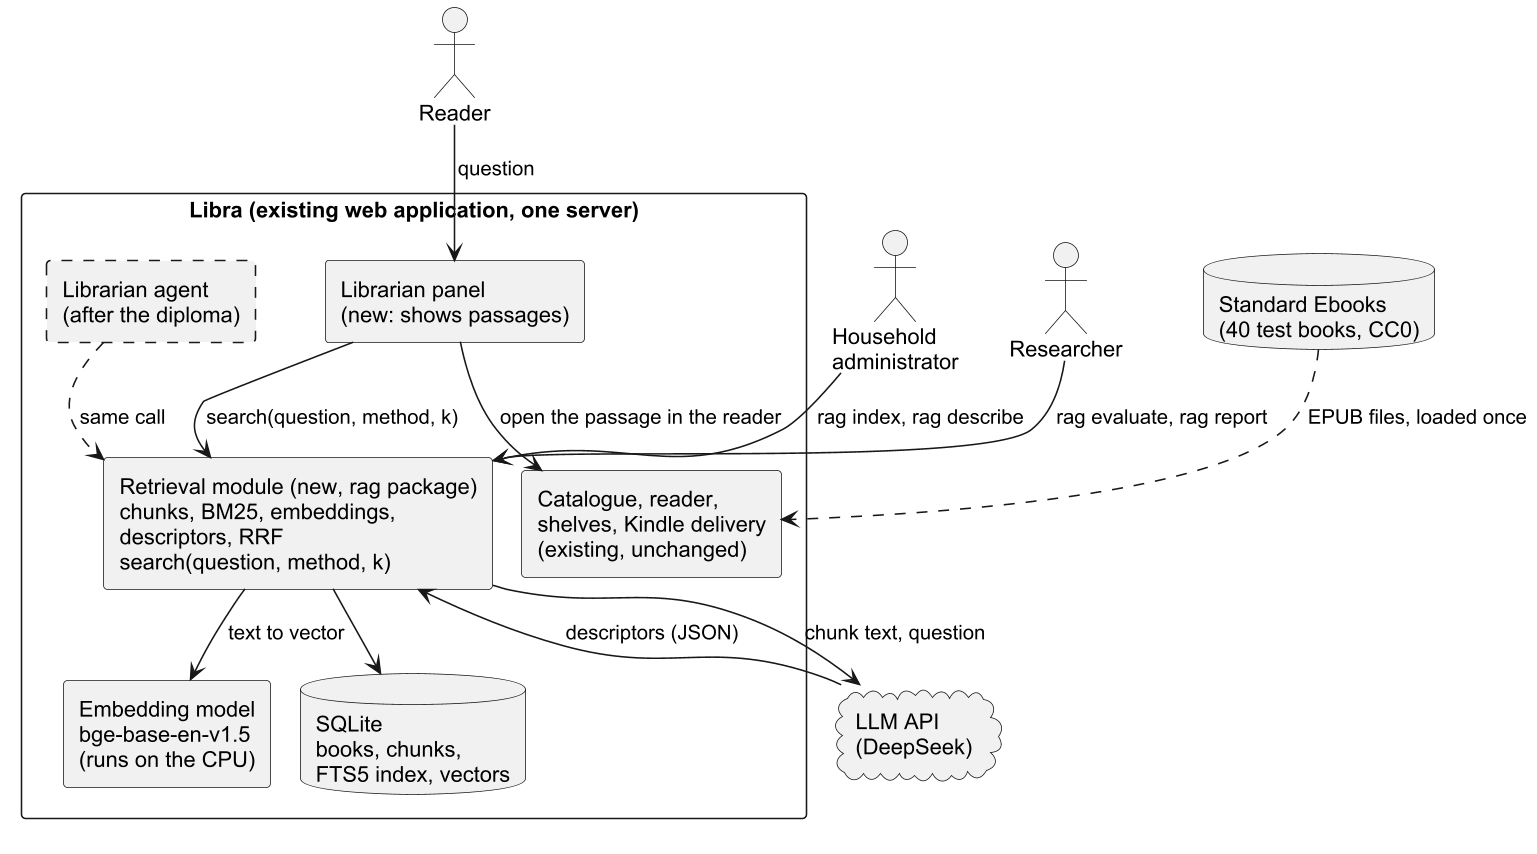 Reader
question
Libra (existing web application, one server)
Librarian agent
(after the diploma)
Librarian panel
(new: shows passages)
Household
administrator
Researcher
Standard Ebooks
(40 test books, CC0)
same call
search(question, method, k)
open the passage in the reader
rag index, rag describe
rag evaluate, rag report
EPUB files, loaded once
Retrieval module (new, rag package)
chunks, BM25, embeddings,
descriptors, RRF
search(question, method, k)
Catalogue, reader,
shelves, Kindle delivery
(existing, unchanged)
text to vector
descriptors (JSON)
chunk text, question
Embedding model
bge-base-en-v1.5
(runs on the CPU)
SQLite
books, chunks,
FTS5 index, vectors
LLM API
(DeepSeek)